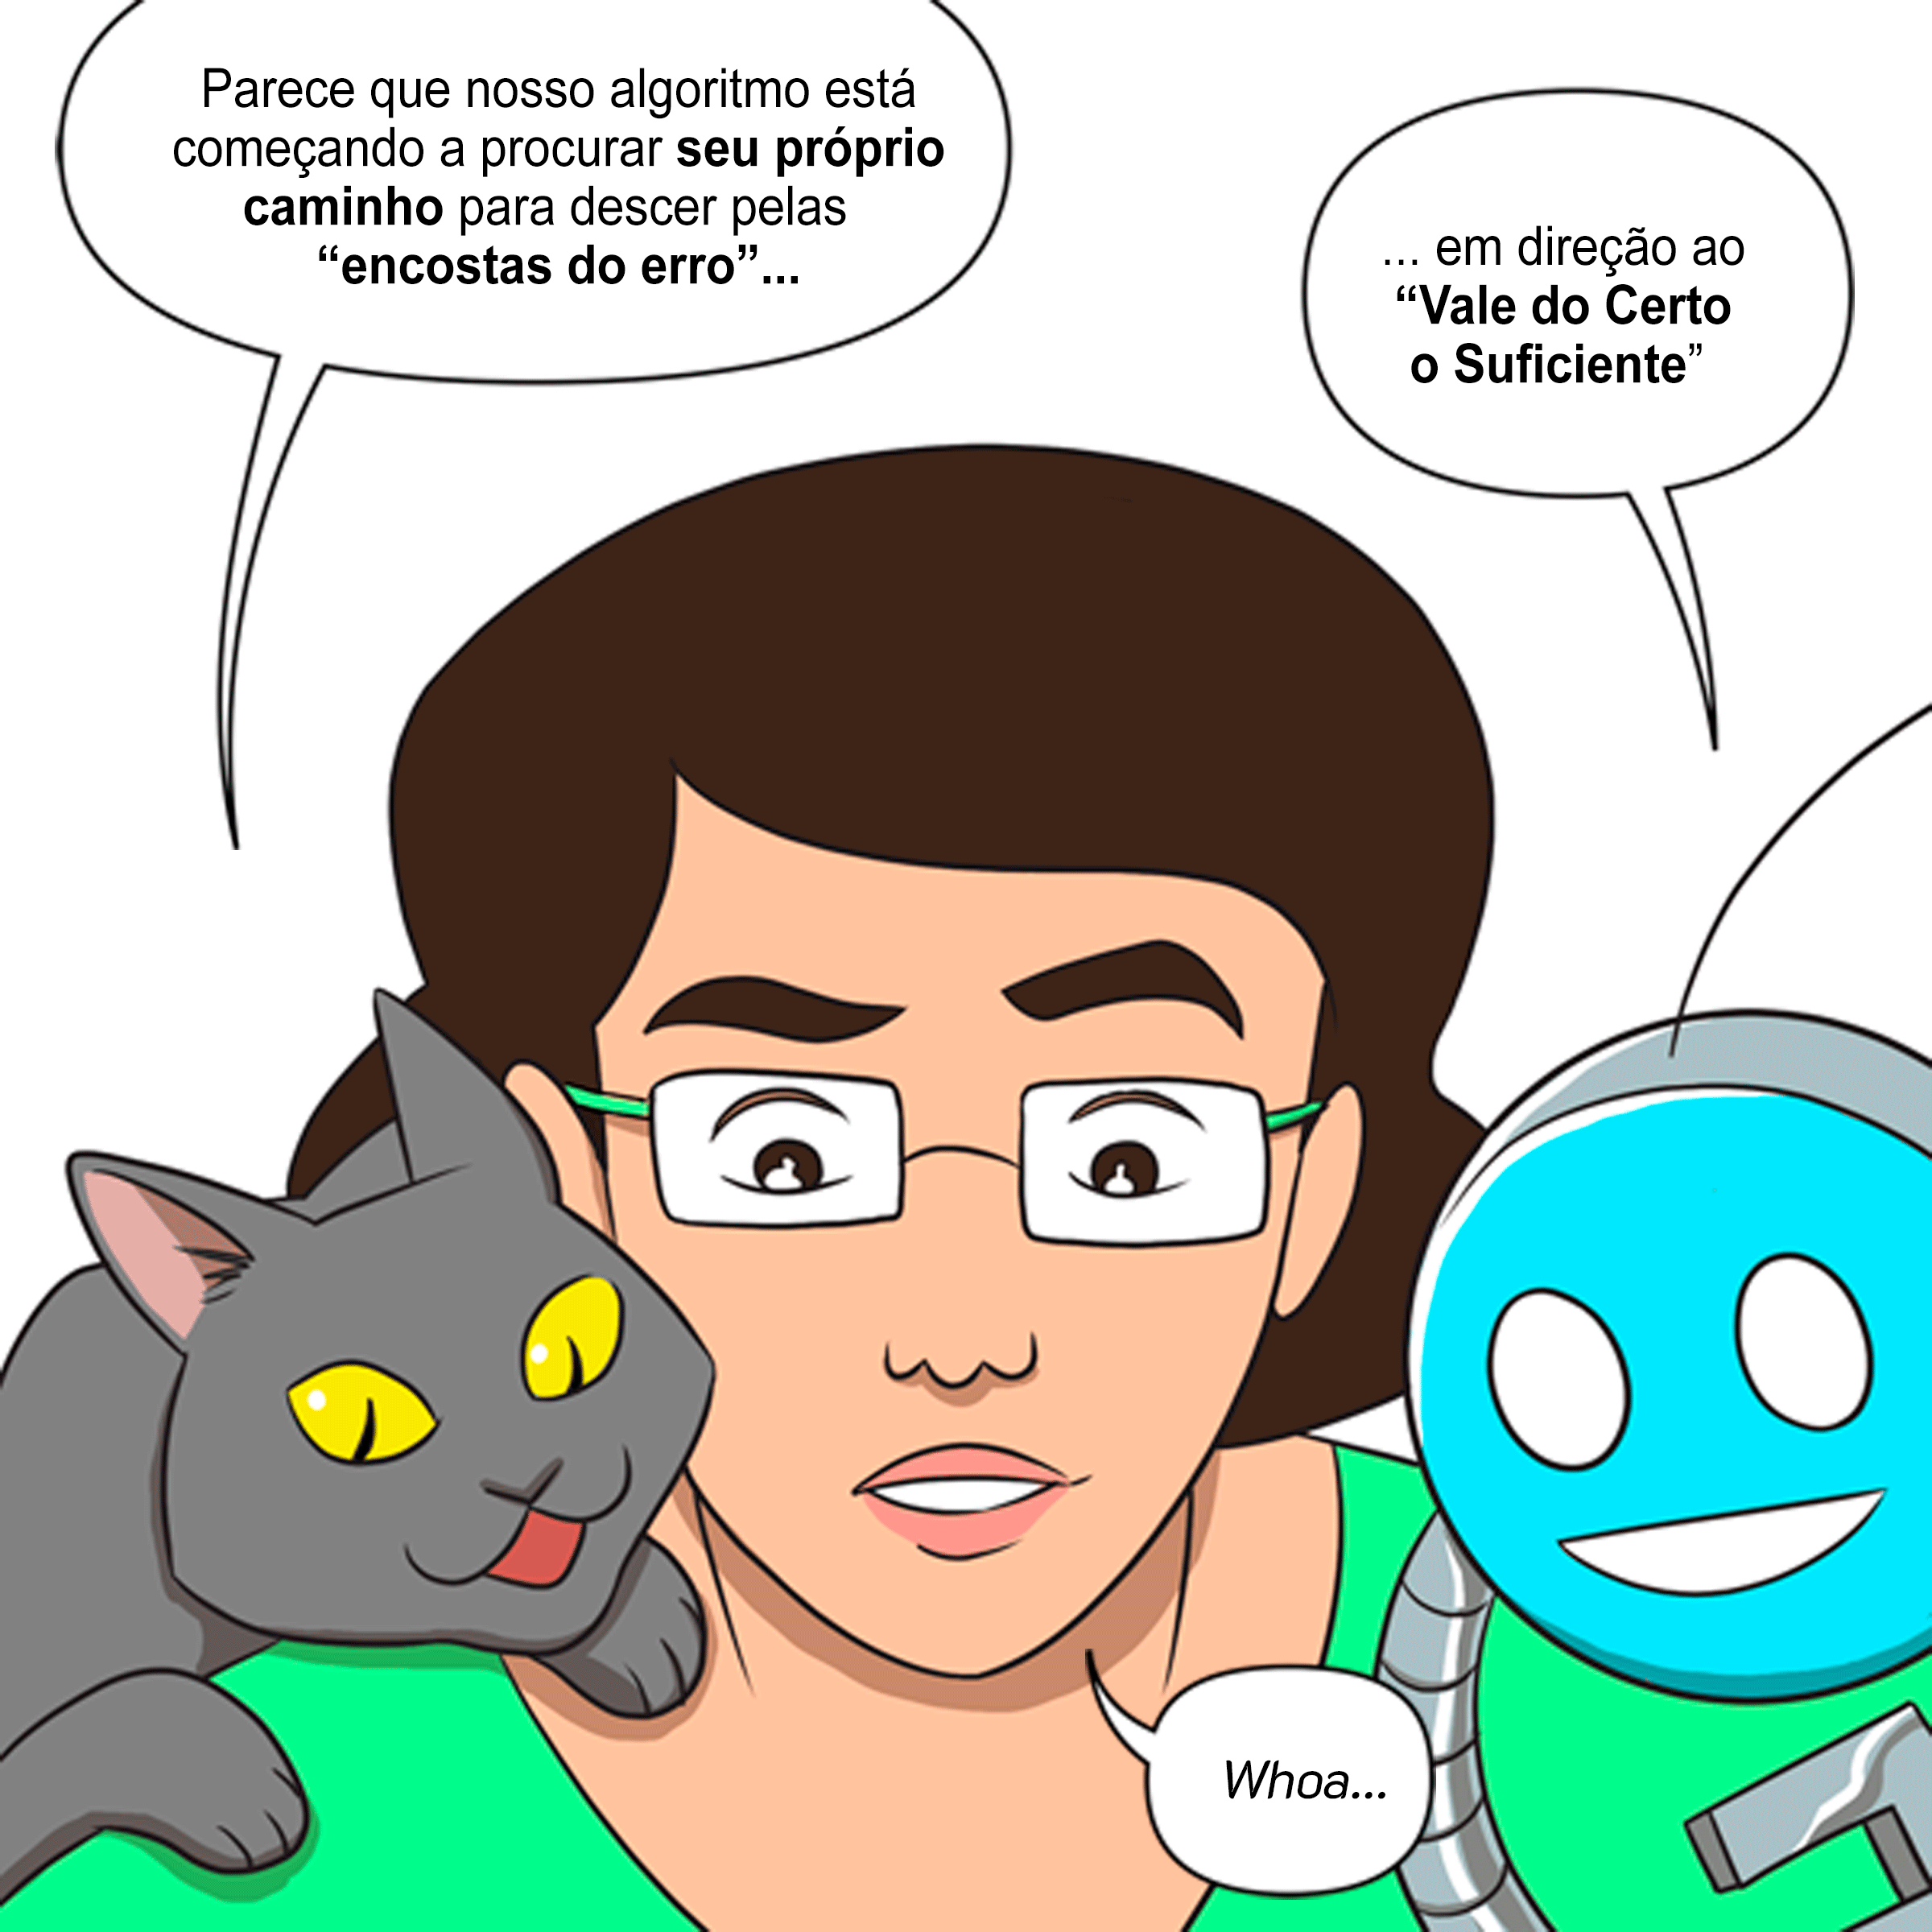 Parece que nosso algoritmo está
começando a procurar seu próprio
caminho para descer pelas
“encostas do erro”...
... em direção ao
“Vale do Certo
o Suficiente”
Whoa...